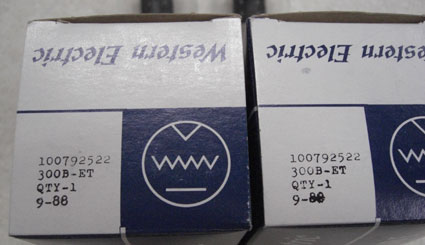 Western Electric
100792522
300B-ET
QTY-1
9-88
Western Electric
100792522
300B-ET
QTY-1
9-88